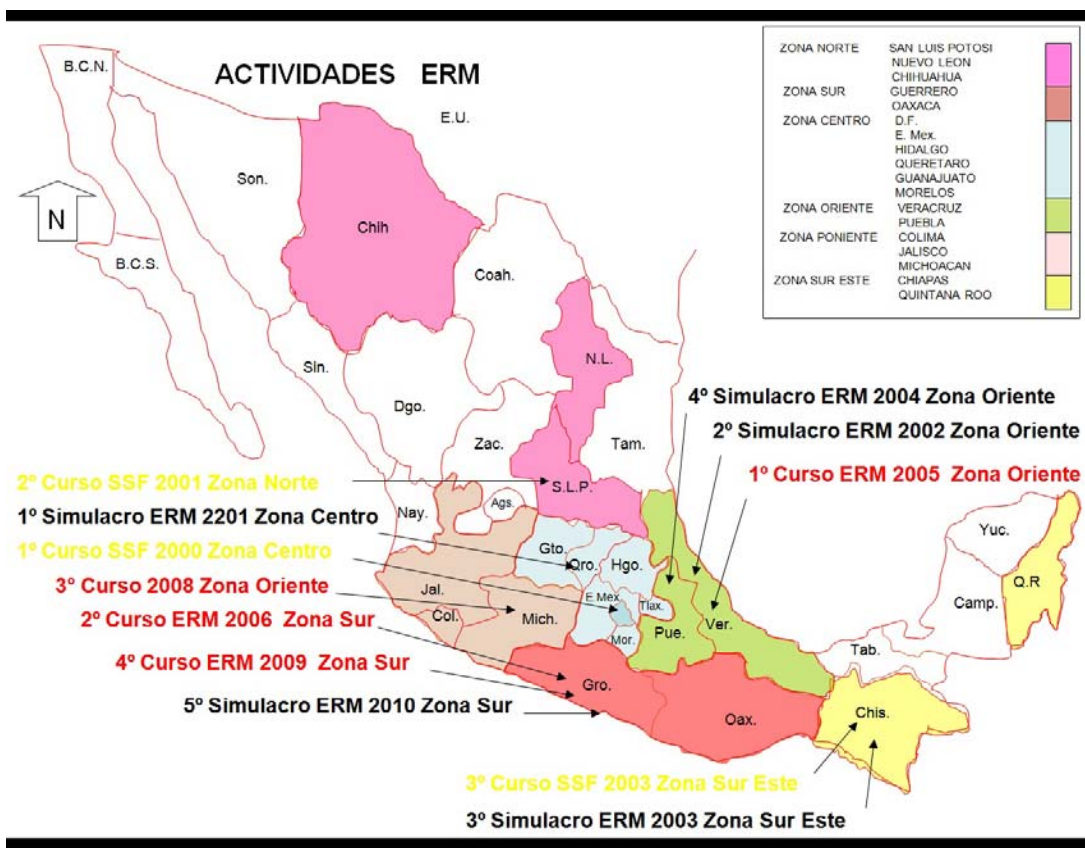 ACTIVIDADES ERM
B.C.N.
E.U.
Son.
N
Chih
B.C.S.
Coah.
Sin.
N.L.
Dgo.
Zac.
Tam.
S.L.P.
Nay.
Ags.
Gto.
Qro.
Hgo.
Jal.
E.Mex
Tlax.
Col.
Mich.
Mor.
Pue.
Ver.
Gro.
Oax.
Tab.
Chis.
Camp.
Yuc.
Q.R
ZONA NORTE SAN LUIS POTOSI
NUEVO LEON
CHIHUAHUA
ZONA SUR GUERRERO
OAXACA
ZONA CENTRO D.F.
E. Mex.
HIDALGO
QUERETARO
GUANAJUATO
MORELOS
ZONA ORIENTE VERACRUZ
PUEBLA
ZONA PONIENTE COLIMA
JALISCO
MICHOACAN
ZONA SUR ESTE CHIAPAS
QUINTANA ROO
4º Simulacro ERM 2004 Zona Oriente
2º Simulacro ERM 2002 Zona Oriente
1º Curso ERM 2005 Zona Oriente
2º Curso SSF 2001 Zona Norte
1º Simulacro ERM 2201 Zona Centro
1º Curso SSF 2000 Zona Centro
3º Curso 2008 Zona Oriente
2º Curso ERM 2006 Zona Sur
4º Curso ERM 2009 Zona Sur
5º Simulacro ERM 2010 Zona Sur
3º Curso SSF 2003 Zona Sur Este
3º Simulacro ERM 2003 Zona Sur Este